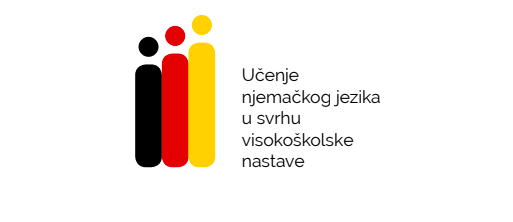 Učenje
njemačkog jezika
u svrhu
visokoškolske
nastave